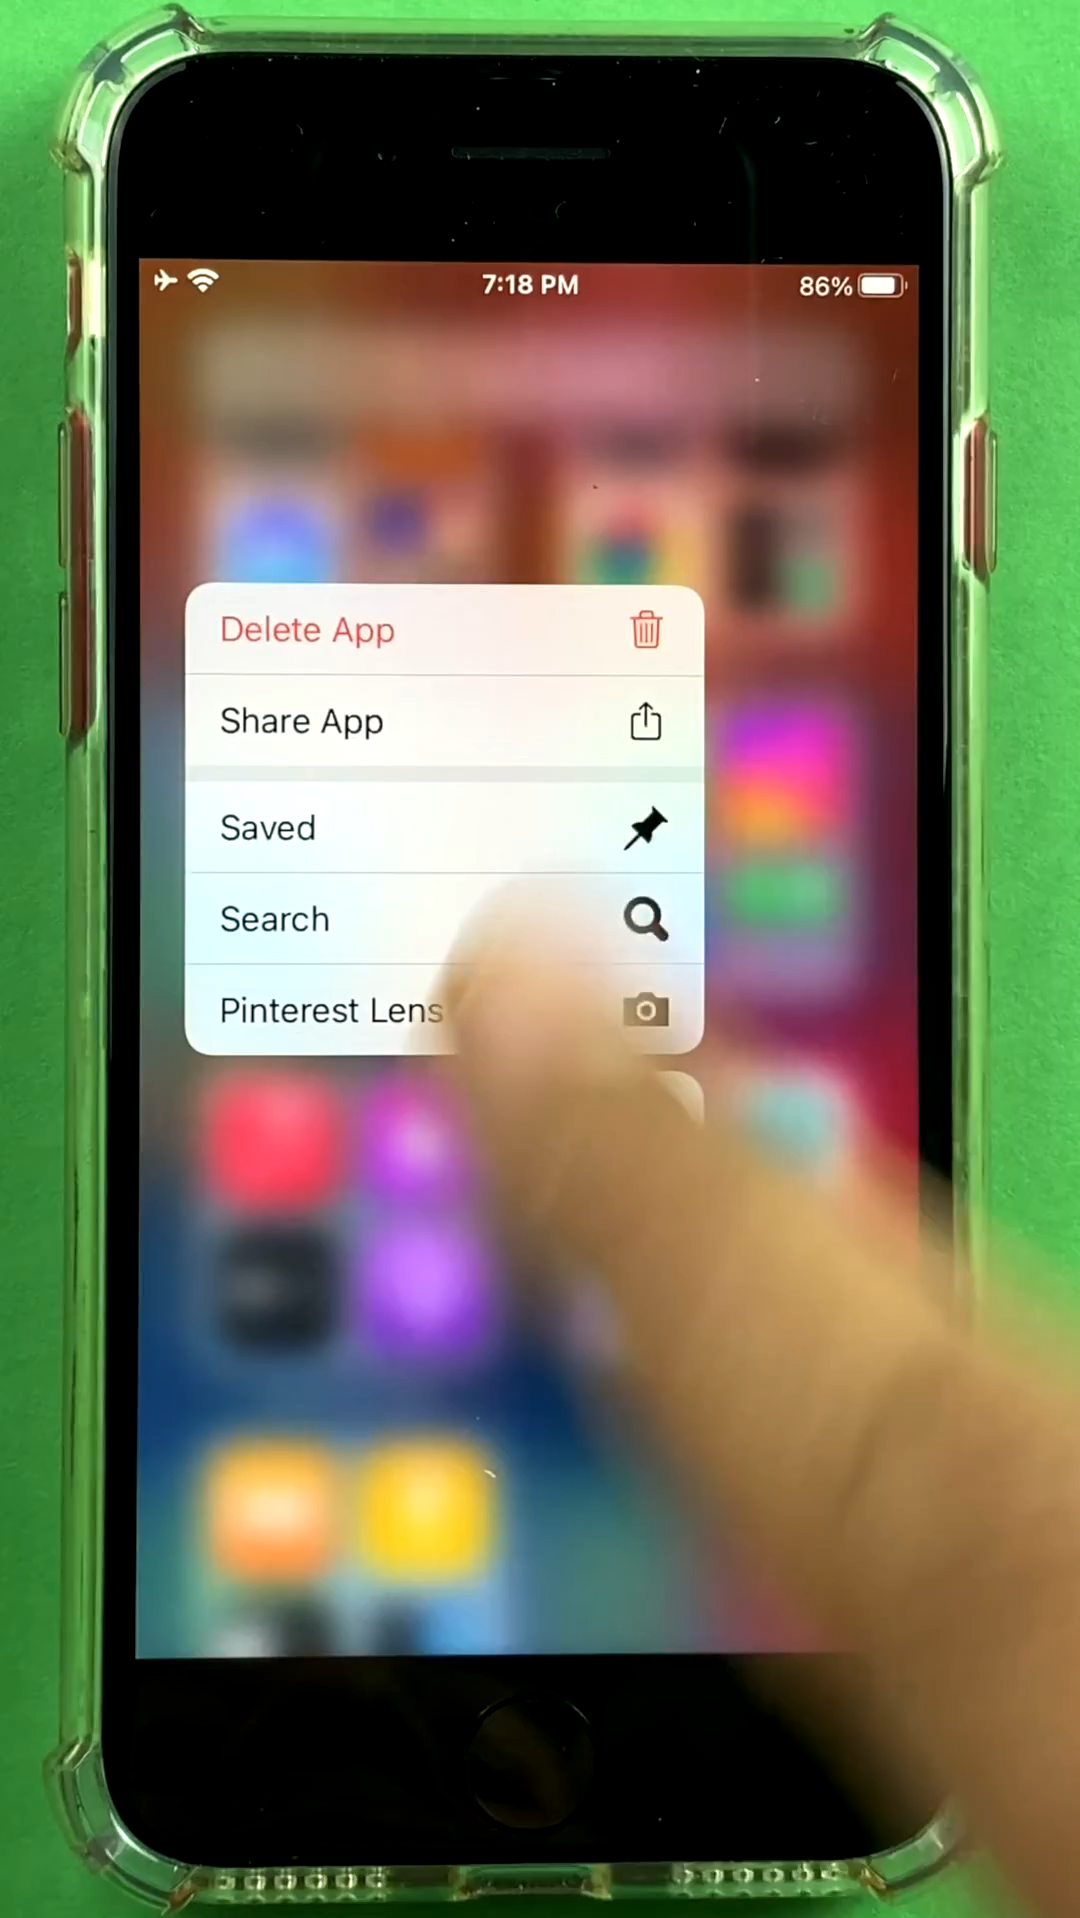 7:18 PM
86%
Delete App
Share App
Saved
Search
Pinterest Lens